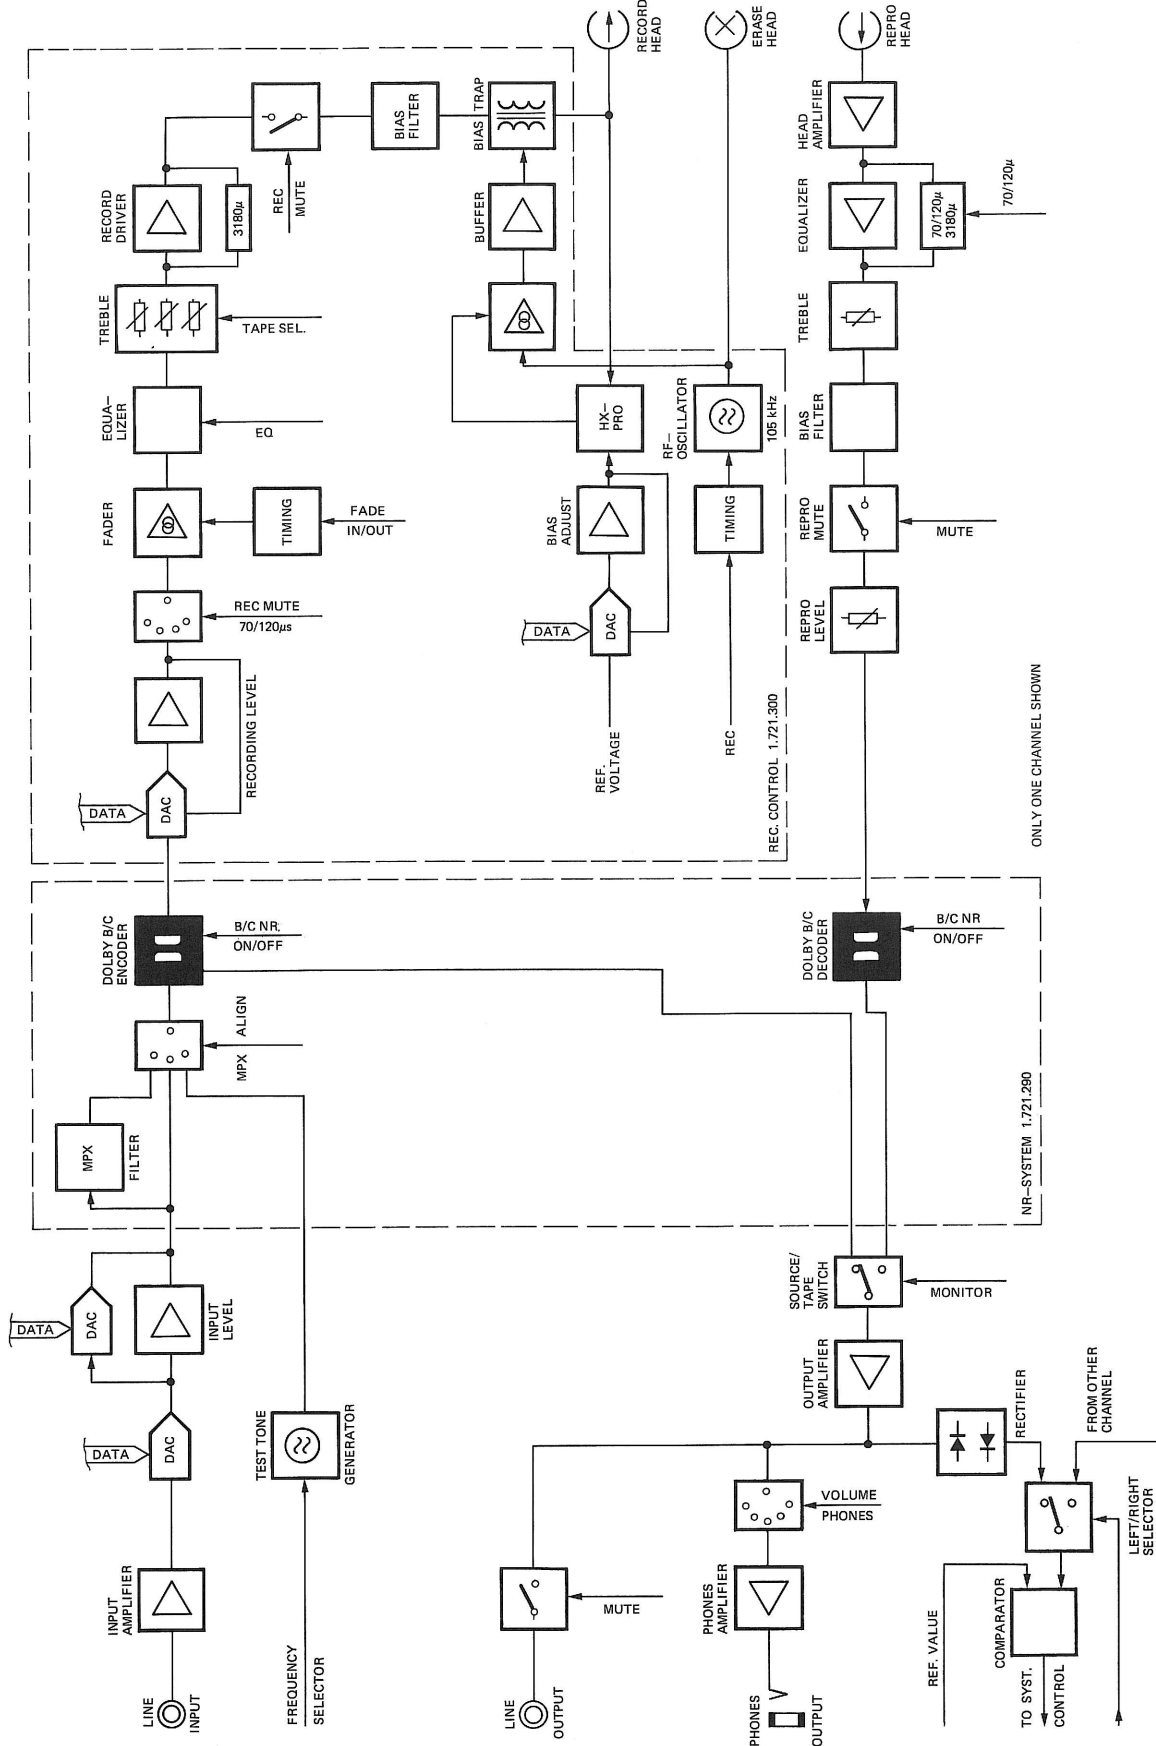 LINE
INPUT
INPUT
AMPLIFIER
DATA
DAC
DATA
DAC
INPUT
LEVEL
FREQUENCY
SELECTOR
TEST TONE
GENERATOR
MPX
FILTER
MPX ALIGN
DOLBY B/C
ENCODER
B/C NR.
ON/OFF
NR–SYSTEM 1.721.290
DATA
DAC
RECORDING LEVEL
REC MUTE
70/120µs
FADER
TIMING
FADE
IN/OUT
EQUA–
LIZER
EQ
TREBLE
TAPE SEL.
RECORD
DRIVER
3180µ
REC
MUTE
BIAS
FILTER
BIAS TRAP
BUFFER
RECORD
HEAD
REF.
VOLTAGE
DATA
DAC
BIAS
ADJUST
HX–
PRO
REC
TIMING
RF–
OSCILLATOR
105 kHz
ERASE
HEAD
REC. CONTROL 1.721.300
REPRO
HEAD
HEAD
AMPLIFIER
EQUALIZER
70/120µ
3180µ
70/120µ
TREBLE
BIAS
FILTER
REPRO
MUTE
MUTE
REPRO
LEVEL
DOLBY B/C
DECODER
B/C NR
ON/OFF
SOURCE/
TAPE
SWITCH
MONITOR
OUTPUT
AMPLIFIER
RECTIFIER
FROM OTHER
CHANNEL
LEFT/RIGHT
SELECTOR
COMPARATOR
REF. VALUE
TO SYST.
CONTROL
VOLUME
PHONES
PHONES
AMPLIFIER
PHONES
OUTPUT
MUTE
LINE
OUTPUT
ONLY ONE CHANNEL SHOWN